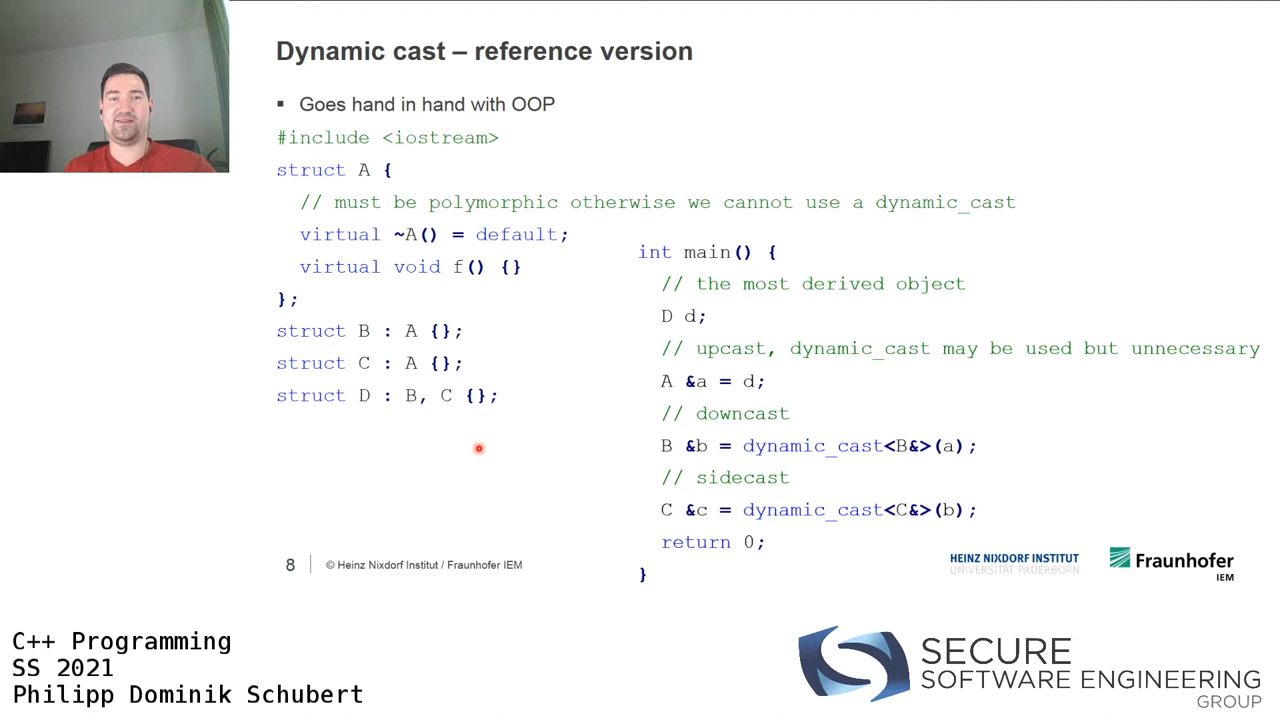 Dynamic cast – reference version
▪ Goes hand in hand with OOP
#include <iostream>
struct A {
// must be polymorphic otherwise we cannot use a dynamic_cast
virtual ~A() = default;
virtual void f() {}
};
struct B : A {};
struct C : A {};
struct D : B, C {};
int main() {
// the most derived object
D d;
// upcast, dynamic_cast may be used but unnecessary
A &a = d;
// downcast
B &b = dynamic_cast<B&>(a);
// sidecast
C &c = dynamic_cast<C&>(b);
return 0;
}
8 © Heinz Nixdorf Institut / Fraunhofer IEM
HEINZ NIXDORF INSTITUT
UNIVERSITÄT PADERBORN
Fraunhofer
IEM
C++ Programming
SS 2021
Philipp Dominik Schubert
SECURE
SOFTWARE ENGINEERING
GROUP